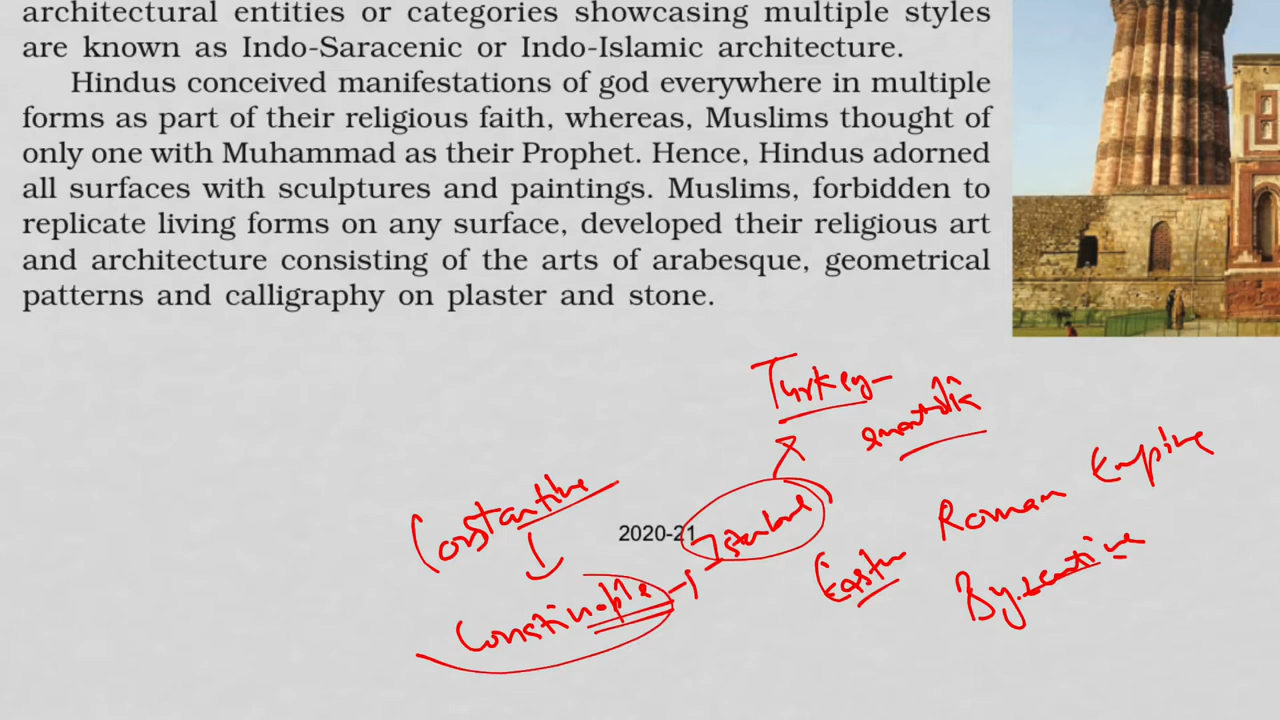 architectural entities or categories showcasing multiple styles
are known as Indo-Saracenic or Indo-Islamic architecture.
Hindus conceived manifestations of god everywhere in multiple
forms as part of their religious faith, whereas, Muslims thought of
only one with Muhammad as their Prophet. Hence, Hindus adorned
all surfaces with sculptures and paintings. Muslims, forbidden to
replicate living forms on any surface, developed their religious art
and architecture consisting of the arts of arabesque, geometrical
patterns and calligraphy on plaster and stone.
Turkey-
Constantine
2020-21
Istanbul
Eastern Roman Empire
Constinople
Byzantine